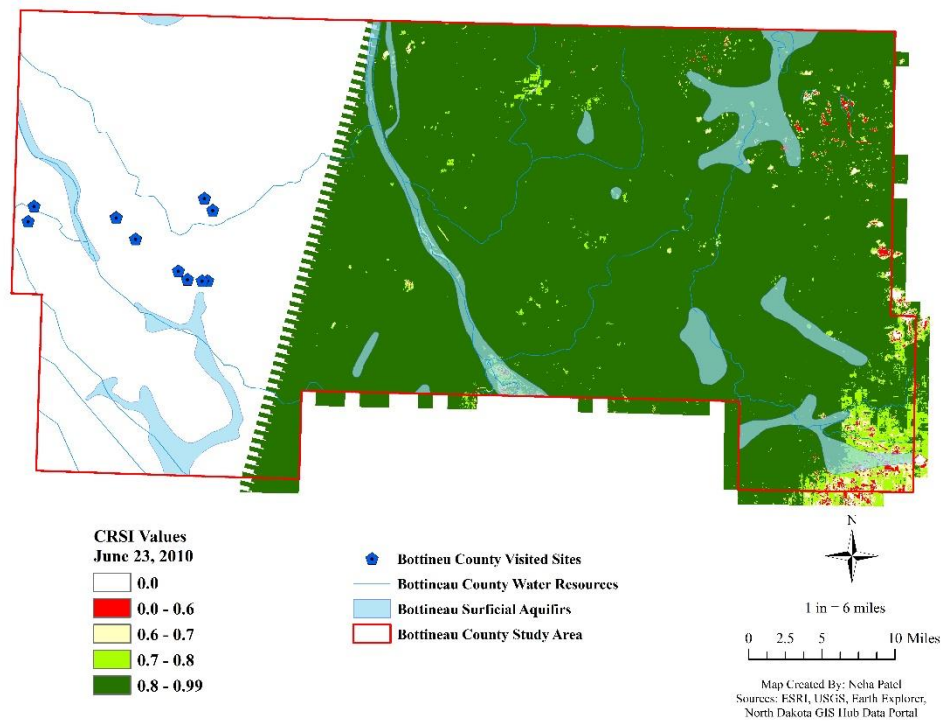 CRSI Values
June 23, 2010
0.0
0.0 - 0.6
0.6 - 0.7
0.7 - 0.8
0.8 - 0.99
Bottineu County Visited Sites
Bottineau County Water Resources
Bottineau Surficial Aquifirs
Bottineau County Study Area
N
1 in = 6 miles
0 2.5 5 10 Miles
Map Created By: Neha Patel
Sources: ESRI, USGS, Earth Explorer,
North Dakota GIS Hub Data Portal